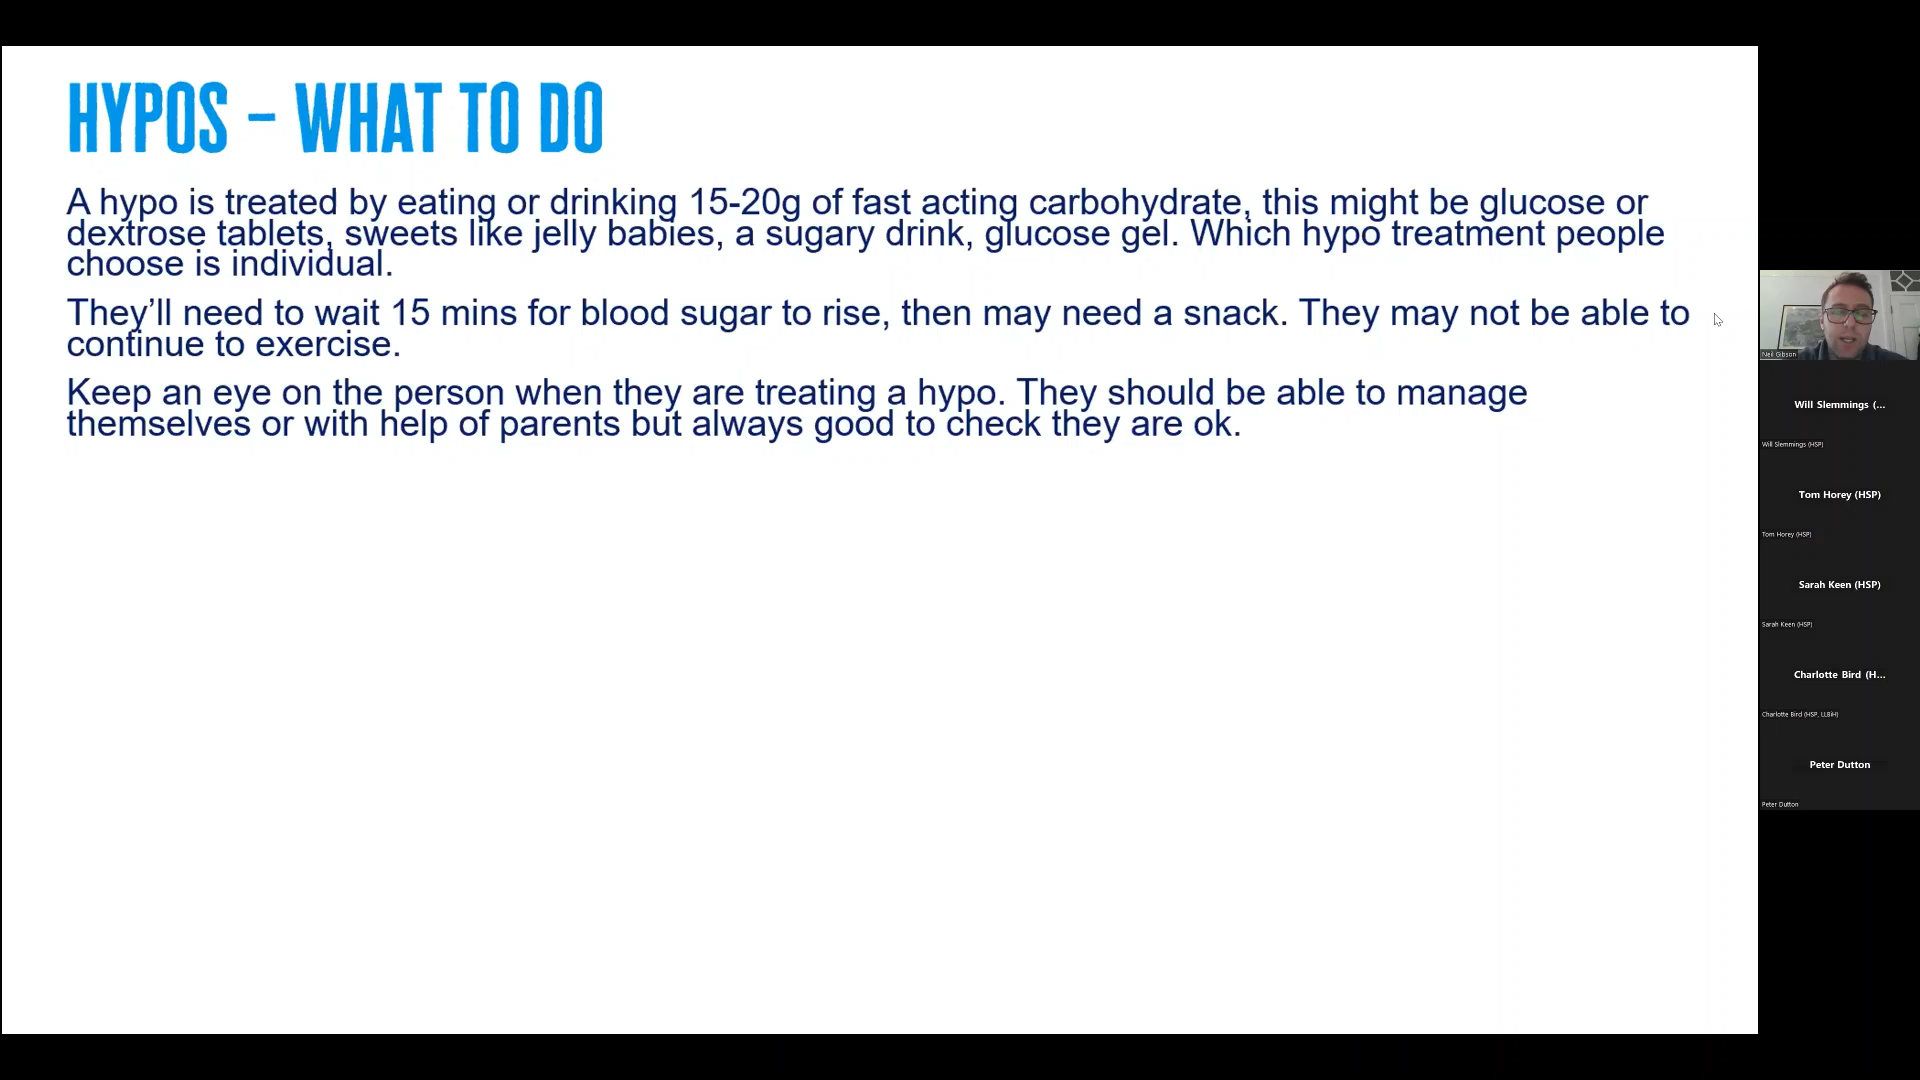 HYPOS – WHAT TO DO
A hypo is treated by eating or drinking 15-20g of fast acting carbohydrate, this might be glucose or
dextrose tablets, sweets like jelly babies, a sugary drink, glucose gel. Which hypo treatment people
choose is individual.
They’ll need to wait 15 mins for blood sugar to rise, then may need a snack. They may not be able to
continue to exercise.
Keep an eye on the person when they are treating a hypo. They should be able to manage
themselves or with help of parents but always good to check they are ok.
Neil Gibson
Will Slemmings (...
Will Slemmings (HSP)
Tom Horey (HSP)
Tom Horey (HSP)
Sarah Keen (HSP)
Sarah Keen (HSP)
Charlotte Bird (H...
Charlotte Bird (HSP, LLBiH)
Peter Dutton
Peter Dutton